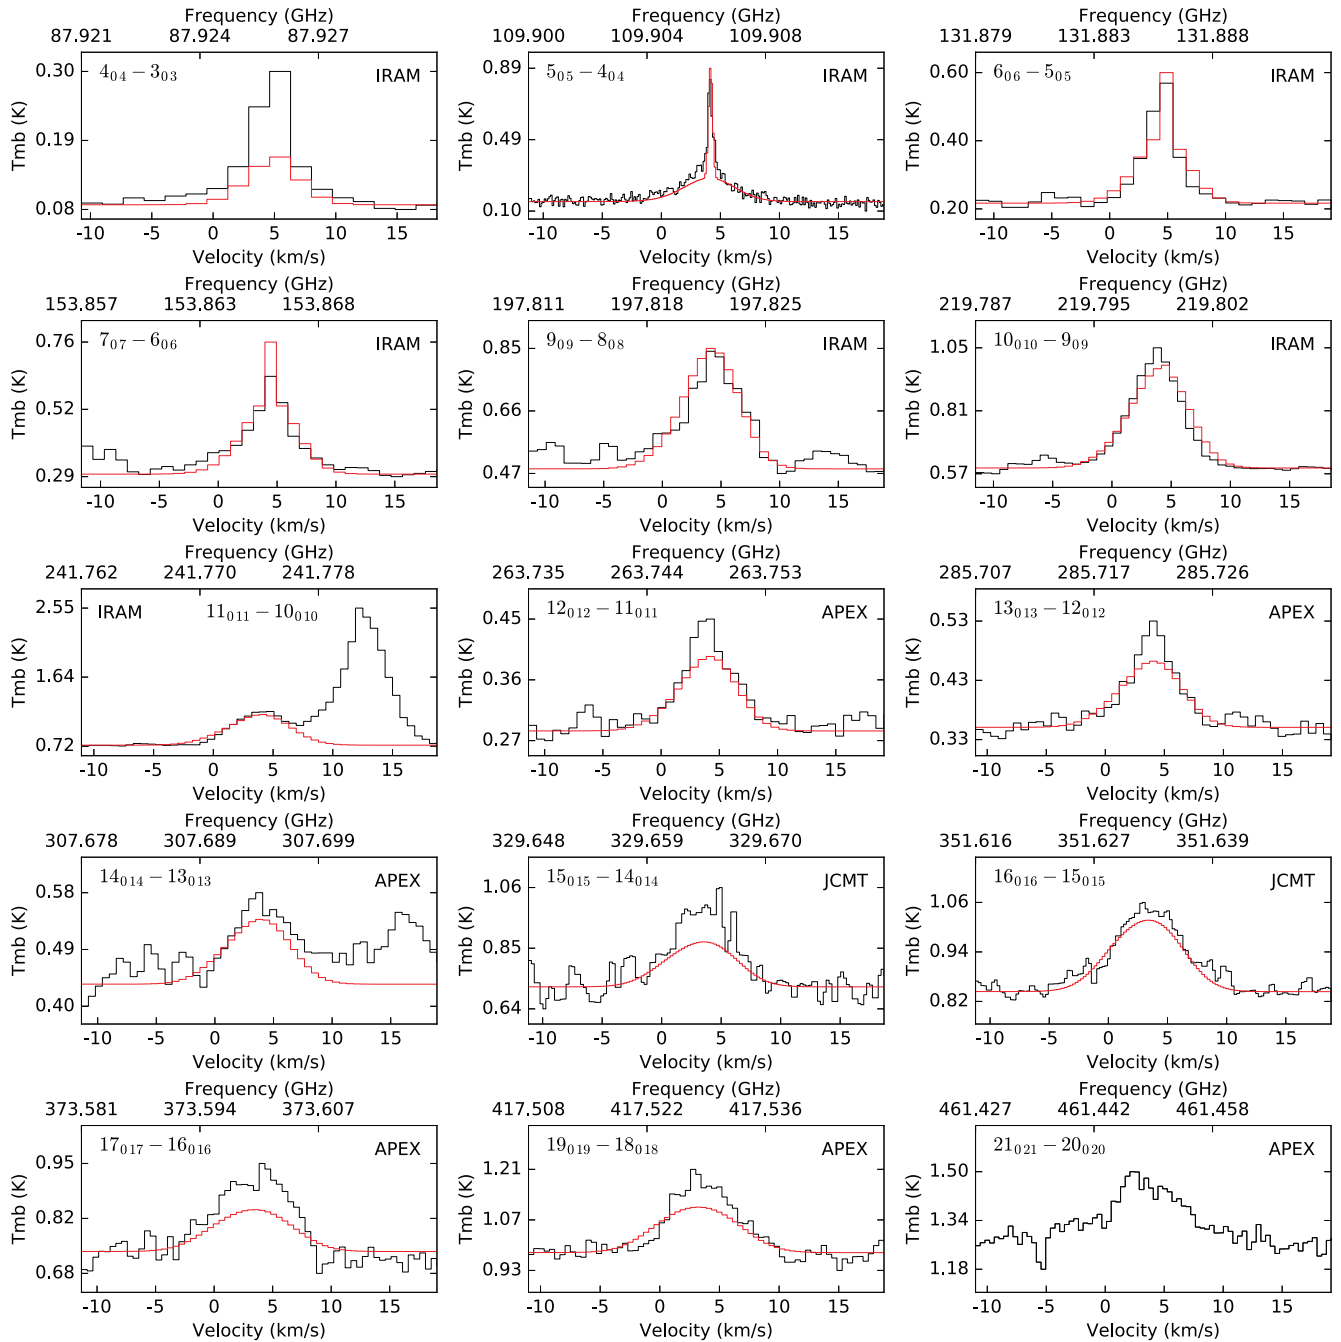 Frequency (GHz) Frequency (GHz) Frequency (GHz)
87.921 87.924 87.927 109.900 109.904 109.908 131.879 131.883 131.888
4₀₄ − 3₀₃ IRAM 5₀₅ − 4₀₄ IRAM 6₀₆ − 5₀₅ IRAM
Tmb (K) 0.30 0.19 0.08 Tmb (K) 0.89 0.49 0.10 Tmb (K) 0.60 0.40 0.20
-10 -5 0 5 10 15 -10 -5 0 5 10 15 -10 -5 0 5 10 15
Velocity (km/s) Velocity (km/s) Velocity (km/s)
Frequency (GHz) Frequency (GHz) Frequency (GHz)
153.857 153.863 153.868 197.811 197.818 197.825 219.787 219.795 219.802
7₀₇ − 6₀₆ IRAM 9₀₉ − 8₀₈ IRAM 10₀₁₀ − 9₀₉ IRAM
Tmb (K) 0.76 0.52 0.29 Tmb (K) 0.85 0.66 0.47 Tmb (K) 1.05 0.81 0.57
-10 -5 0 5 10 15 -10 -5 0 5 10 15 -10 -5 0 5 10 15
Velocity (km/s) Velocity (km/s) Velocity (km/s)
Frequency (GHz) Frequency (GHz) Frequency (GHz)
241.762 241.770 241.778 263.735 263.744 263.753 285.707 285.717 285.726
IRAM 11₀₁₁ − 10₀₁₀ 12₀₁₂ − 11₀₁₁ APEX 13₀₁₃ − 12₀₁₂ APEX
Tmb (K) 2.55 1.64 0.72 Tmb (K) 0.45 0.36 0.27 Tmb (K) 0.53 0.43 0.33
-10 -5 0 5 10 15 -10 -5 0 5 10 15 -10 -5 0 5 10 15
Velocity (km/s) Velocity (km/s) Velocity (km/s)
Frequency (GHz) Frequency (GHz) Frequency (GHz)
307.678 307.689 307.699 329.648 329.659 329.670 351.616 351.627 351.639
14₀₁₄ − 13₀₁₃ APEX 15₀₁₅ − 14₀₁₄ JCMT 16₀₁₆ − 15₀₁₅ JCMT
Tmb (K) 0.58 0.49 0.40 Tmb (K) 1.06 0.85 0.64 Tmb (K) 1.06 0.94 0.82
-10 -5 0 5 10 15 -10 -5 0 5 10 15 -10 -5 0 5 10 15
Velocity (km/s) Velocity (km/s) Velocity (km/s)
Frequency (GHz) Frequency (GHz) Frequency (GHz)
373.581 373.594 373.607 417.508 417.522 417.536 461.427 461.442 461.458
17₀₁₇ − 16₀₁₆ APEX 19₀₁₉ − 18₀₁₈ APEX 21₀₂₁ − 20₀₂₀ APEX
Tmb (K) 0.95 0.82 0.68 Tmb (K) 1.21 1.07 0.93 Tmb (K) 1.50 1.34 1.18
-10 -5 0 5 10 15 -10 -5 0 5 10 15 -10 -5 0 5 10 15
Velocity (km/s) Velocity (km/s) Velocity (km/s)